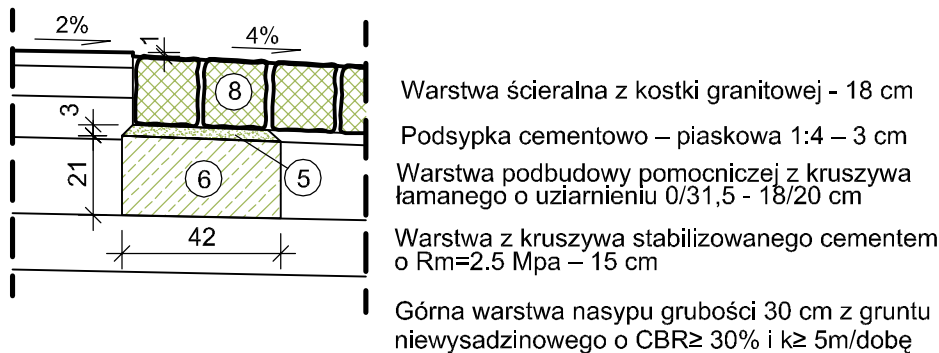 2%
4%
1
8
3
5
21
6
42
Warstwa ścieralna z kostki granitowej - 18 cm
Podsypka cementowo – piaskowa 1:4 – 3 cm
Warstwa podbudowy pomocniczej z kruszywa
łamanego o uziarnieniu 0/31,5 - 18/20 cm
Warstwa z kruszywa stabilizowanego cementem
o Rm=2.5 Mpa – 15 cm
Górna warstwa nasypu grubości 30 cm z gruntu
niewysadzinowego o CBR≥ 30% i k≥ 5m/dobę